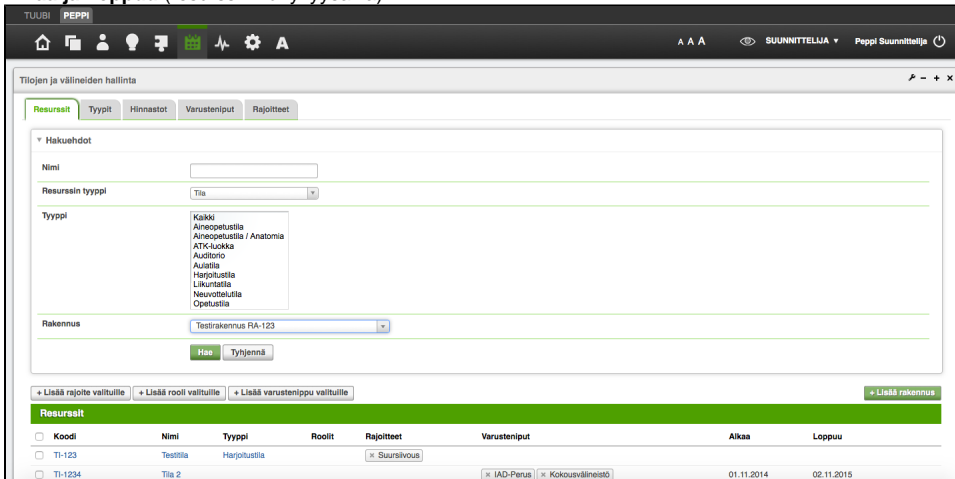 TUUBI PEPPI
A A A A SUUNNITTELIJA ▾ Peppi Suunnittelija
Tilojen ja välineiden hallinta
Resurssit Tyypit Hinnastot Varusteniput Rajoitteet
Hakuehdot
Nimi
Resurssin tyyppi Tila
Tyyppi Kaikki
Aineopetustila
Aineopetustila / Anatomia
ATK-luokka
Auditorio
Aulatila
Harjoitustila
Liikuntatila
Neuvottelutila
Opetustila
Rakennus Testirakennus RA-123
Hae Tyhjennä
+ Lisää rajoite valituille + Lisää rooli valituille + Lisää varustenippu valituille + Lisää rakennus
Resurssit
Koodi Nimi Tyyppi Roolit Rajoitteet Varusteniput Alkaa Loppuu
TI-123 Testitila Harjoitustila × Suursiivous
TI-1234 Tila 2 × IAD-Perus × Kokousvälineistö 01.11.2014 02.11.2015